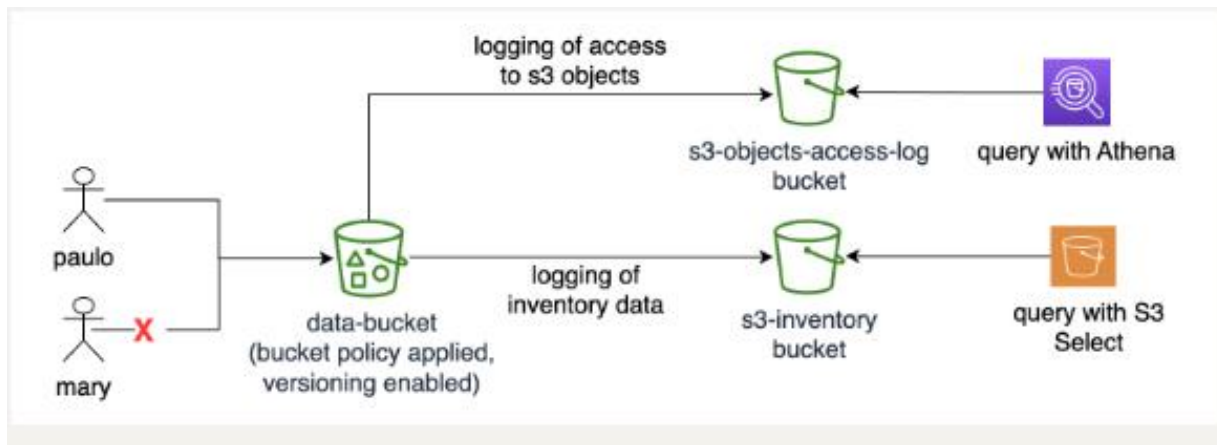 logging of access
to s3 objects
s3-objects-access-log
bucket
query with Athena
paulo
X
mary
data-bucket
(bucket policy applied,
versioning enabled)
logging of
inventory data
s3-inventory
bucket
query with S3
Select